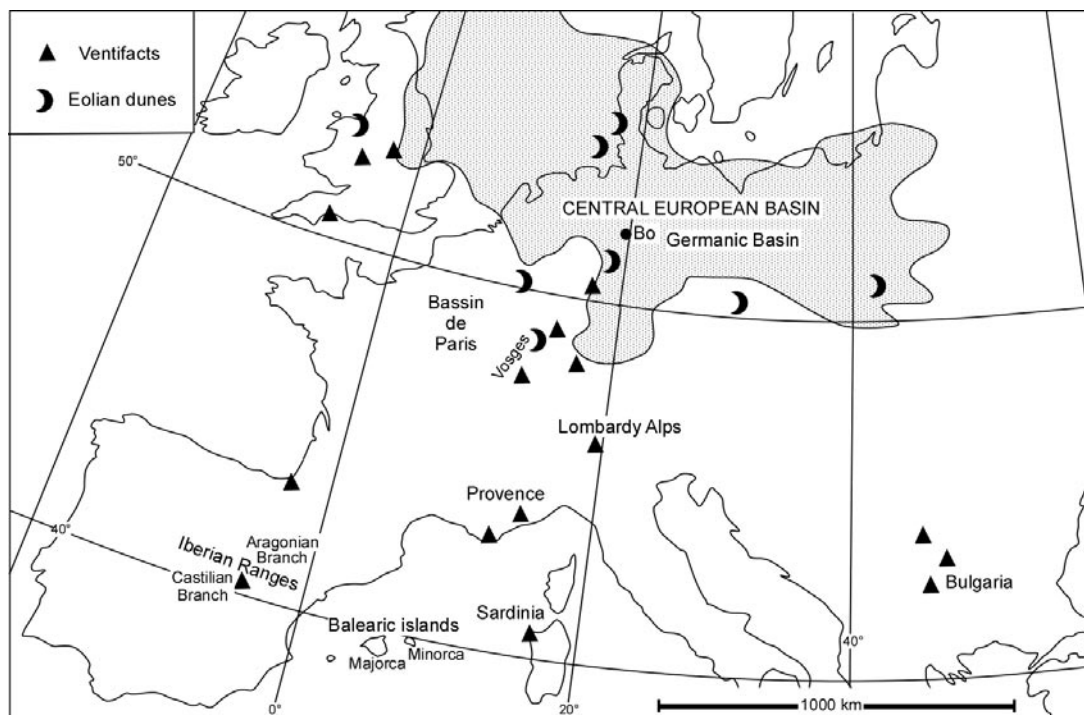 Ventifacts
Eolian dunes
50°
CENTRAL EUROPEAN BASIN
Bo
Germanic Basin
Bassin
de
Paris
Vosges
Lombardy Alps
Provence
40°
Aragonian
Branch
Iberian Ranges
Castilian
Branch
Bulgaria
Sardinia
Balearic islands
Minorca
Majorca
40°
0°
20°
1000 km